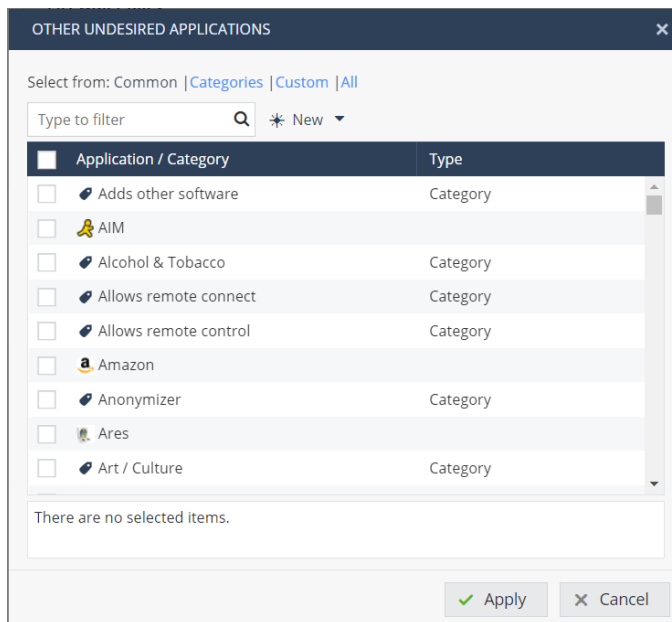 OTHER UNDESIRED APPLICATIONS
Select from: Common |Categories |Custom |All
Type to filter New
Application / Category Type
Adds other software Category
AIM
Alcohol & Tobacco Category
Allows remote connect Category
Allows remote control Category
Amazon
Anonymizer Category
Ares
Art / Culture Category
There are no selected items.
Apply Cancel